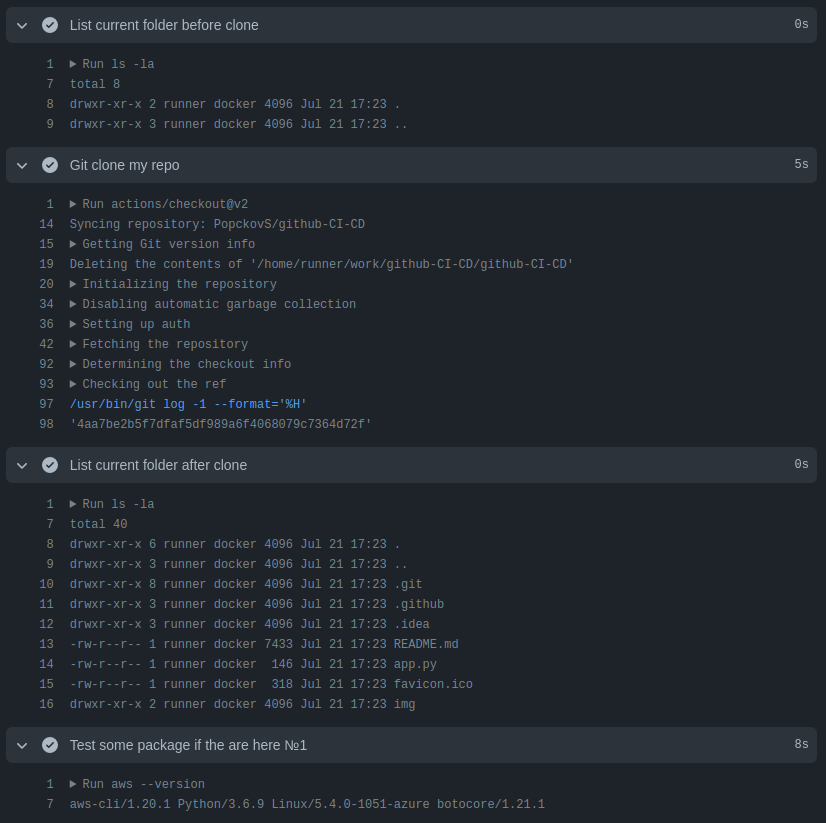 List current folder before clone 0s
1 Run ls -la
7 total 8
8 drwxr-xr-x 2 runner docker 4096 Jul 21 17:23 .
9 drwxr-xr-x 3 runner docker 4096 Jul 21 17:23 ..
Git clone my repo 5s
1 Run actions/checkout@v2
14 Syncing repository: PopckovS/github-CI-CD
15 Getting Git version info
19 Deleting the contents of '/home/runner/work/github-CI-CD/github-CI-CD'
20 Initializing the repository
34 Disabling automatic garbage collection
36 Setting up auth
42 Fetching the repository
92 Determining the checkout info
93 Checking out the ref
97 /usr/bin/git log -1 --format='%H'
98 '4aa7be2b5f7dfaf5df989a6f4068079c7364d72f'
List current folder after clone 0s
1 Run ls -la
7 total 40
8 drwxr-xr-x 6 runner docker 4096 Jul 21 17:23 .
9 drwxr-xr-x 3 runner docker 4096 Jul 21 17:23 ..
10 drwxr-xr-x 8 runner docker 4096 Jul 21 17:23 .git
11 drwxr-xr-x 3 runner docker 4096 Jul 21 17:23 .github
12 drwxr-xr-x 3 runner docker 4096 Jul 21 17:23 .idea
13 -rw-r--r-- 1 runner docker 7433 Jul 21 17:23 README.md
14 -rw-r--r-- 1 runner docker  146 Jul 21 17:23 app.py
15 -rw-r--r-- 1 runner docker  318 Jul 21 17:23 favicon.ico
16 drwxr-xr-x 2 runner docker 4096 Jul 21 17:23 img
Test some package if the are here №1 8s
1 Run aws --version
7 aws-cli/1.20.1 Python/3.6.9 Linux/5.4.0-1051-azure botocore/1.21.1